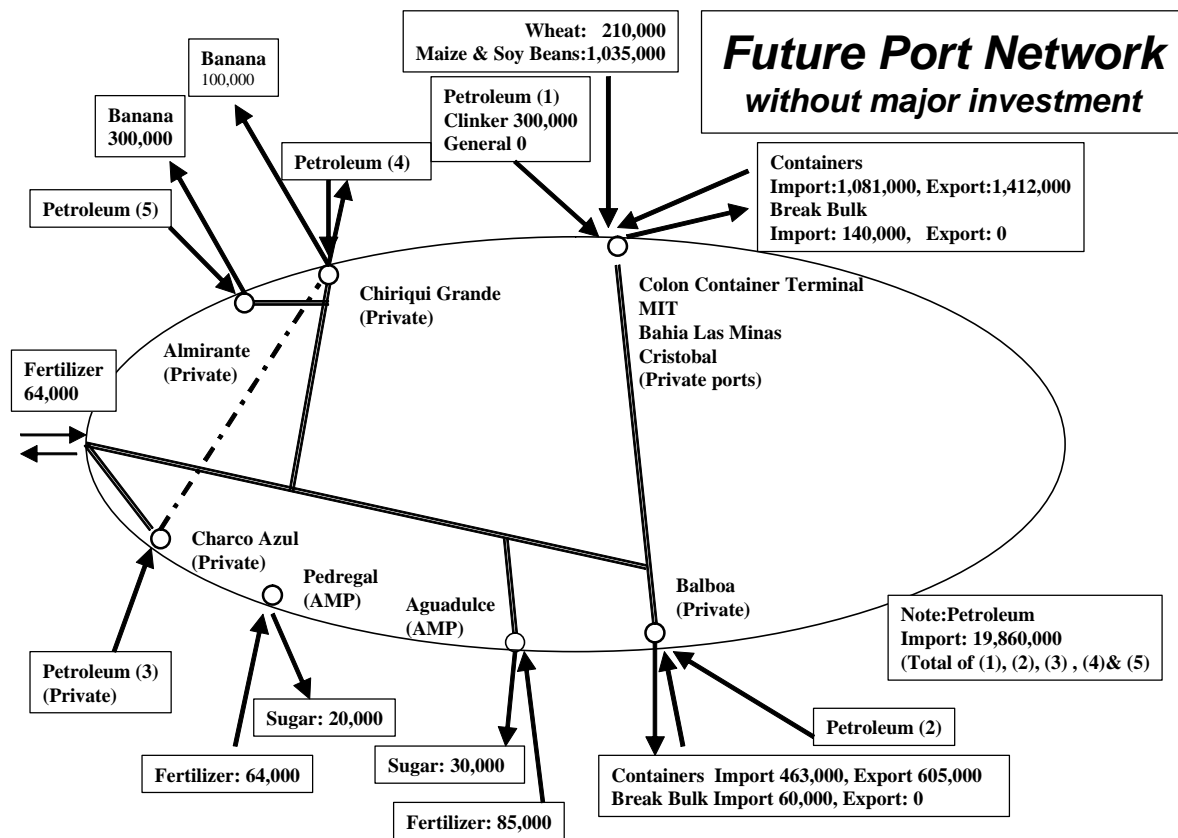 Future Port Network
without major investment
Wheat: 210,000
Maize & Soy Beans:1,035,000
Banana
100,000
Petroleum (1)
Clinker 300,000
General 0
Banana
300,000
Petroleum (4)
Containers
Import:1,081,000, Export:1,412,000
Break Bulk
Import: 140,000, Export: 0
Petroleum (5)
Chiriqui Grande
(Private)
Colon Container Terminal
MIT
Bahia Las Minas
Cristobal
(Private ports)
Almirante
(Private)
Fertilizer
64,000
Charco Azul
(Private)
Pedregal
(AMP)
Aguadulce
(AMP)
Balboa
(Private)
Note:Petroleum
Import: 19,860,000
(Total of (1), (2), (3) , (4)& (5)
Petroleum (3)
(Private)
Sugar: 20,000
Petroleum (2)
Fertilizer: 64,000
Sugar: 30,000
Containers Import 463,000, Export 605,000
Break Bulk Import 60,000, Export: 0
Fertilizer: 85,000